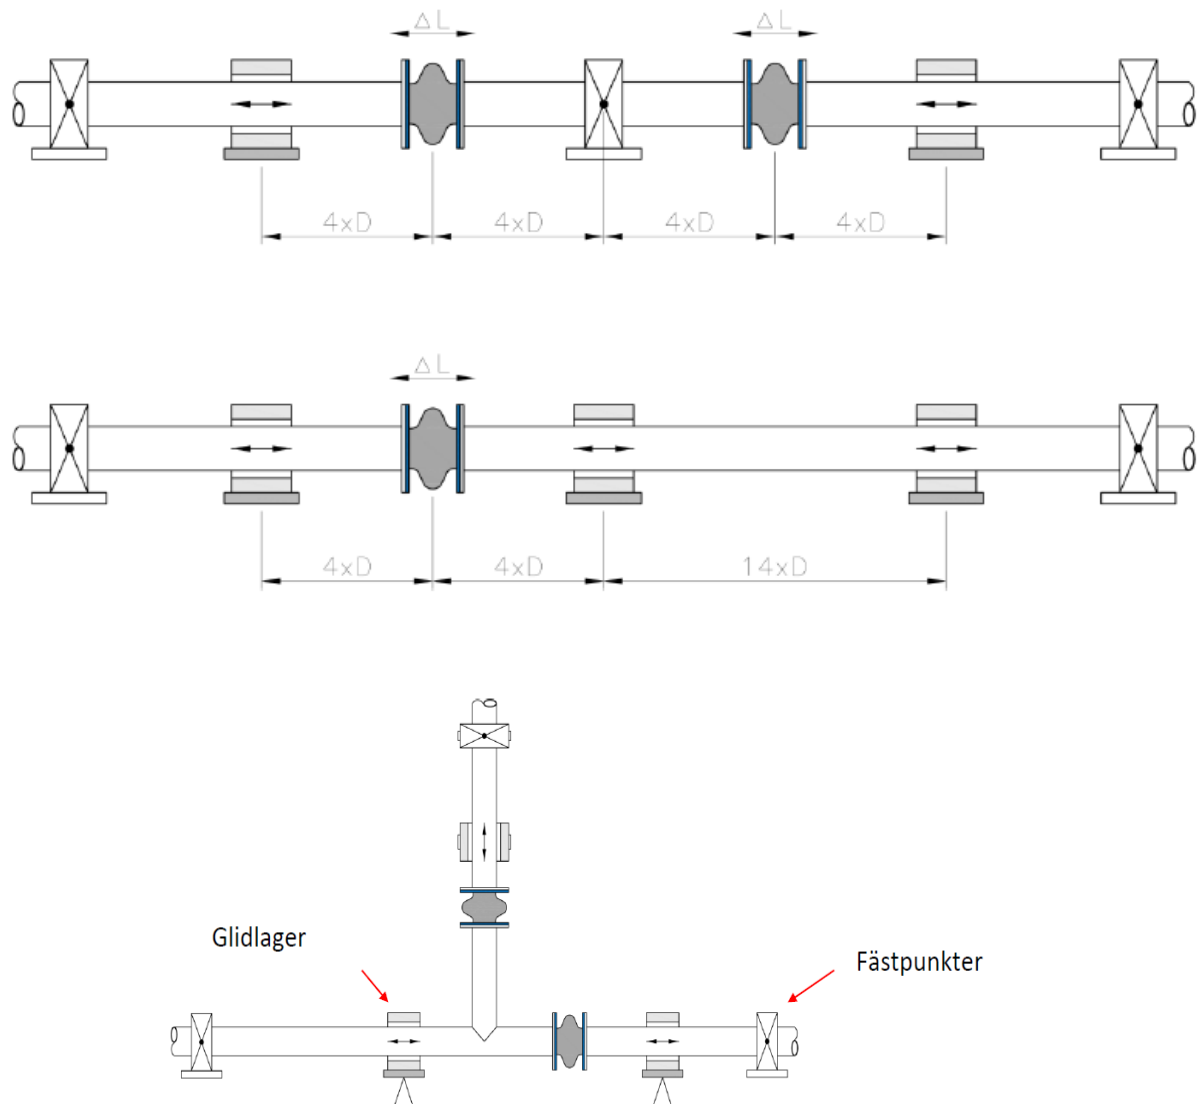 ΔL ΔL
4xD 4xD 4xD 4xD
ΔL
4xD 4xD 14xD
Glidlager
Fästpunkter